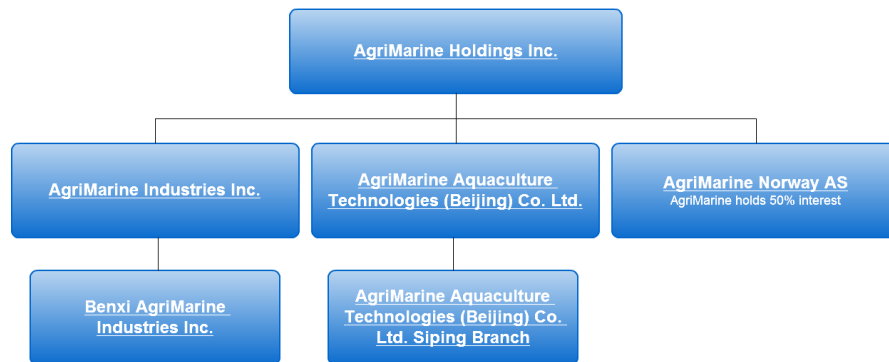 AgriMarine Holdings Inc.
AgriMarine Industries Inc.
AgriMarine Aquaculture
Technologies (Beijing) Co. Ltd.
AgriMarine Norway AS
AgriMarine holds 50% interest
Benxi AgriMarine
Industries Inc.
AgriMarine Aquaculture
Technologies (Beijing) Co.
Ltd. Siping Branch